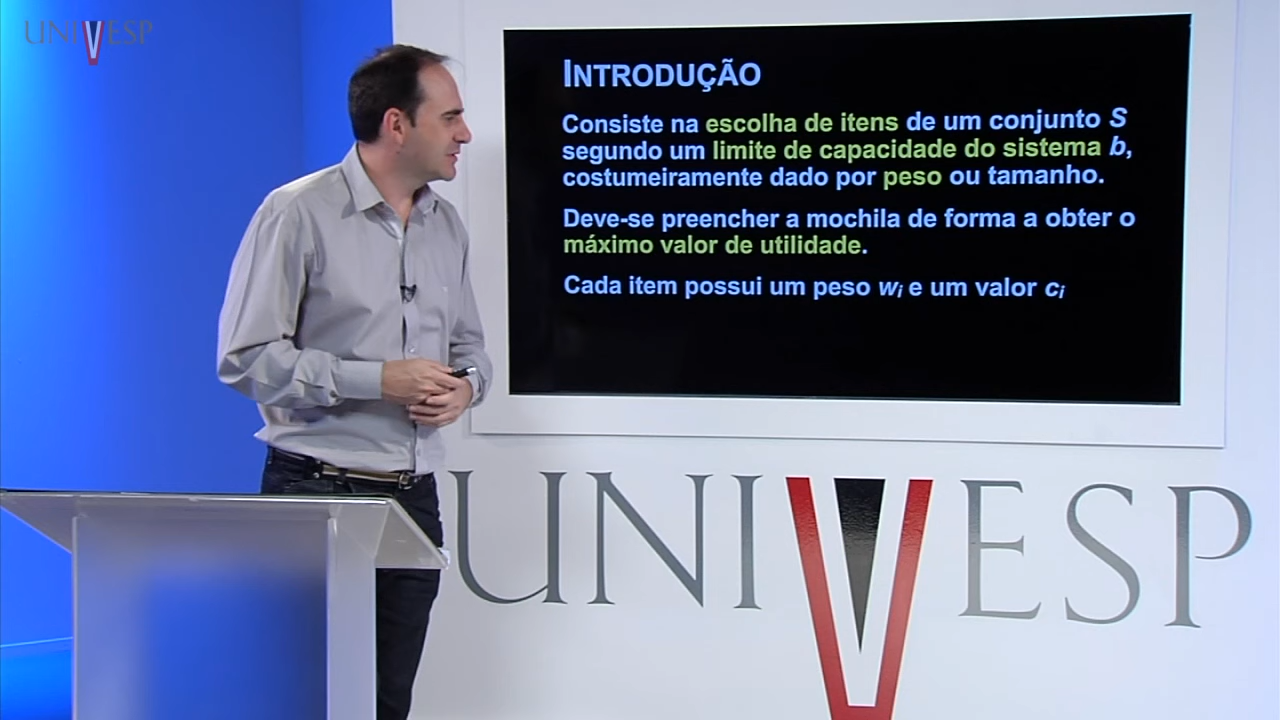 UNIVESP
INTRODUÇÃO
Consiste na escolha de itens de um conjunto S
segundo um limite de capacidade do sistema b,
costumeiramente dado por peso ou tamanho.
Deve-se preencher a mochila de forma a obter o
máximo valor de utilidade.
Cada item possui um peso wi e um valor ci
UNIVESP